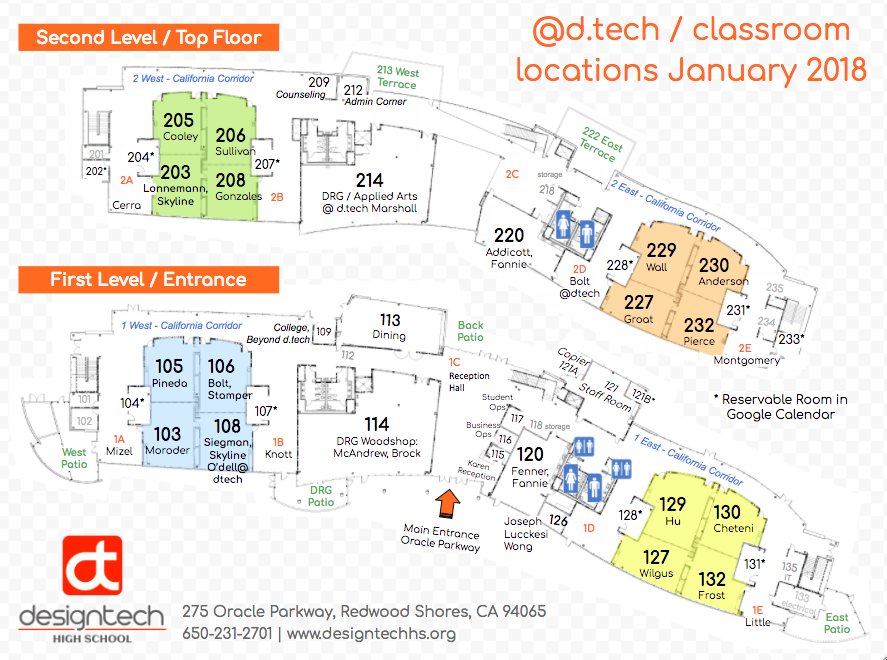 Second Level / Top Floor
@d.tech / classroom
locations January 2018
2 West - California Corridor
209
Counseling
212
Admin Corner
213 West
Terrace
205
Cooley
206
Sullivan
201
202*
204*
207*
203
Lonnemann,
Skyline
208
Gonzales
2A
Cerra
2B
214
DRG / Applied Arts
@ d.tech Marshall
222 East
Terrace
2C
storage
218
2 East - California Corridor
220
Addicott,
Fannie
2D
Bolt
@dtech
228*
229
Wall
230
Anderson
227
Groat
232
Pierce
231*
235
234
233*
2E
Montgomery
First Level / Entrance
1 West - California Corridor
College,
Beyond d.tech
109
113
Dining
112
Back
Patio
105
Pineda
106
Bolt,
Stamper
101
102
104*
107*
103
Moroder
108
Siegman,
Skyline
O'dell@
dtech
1A
Mizel
1B
Knott
West
Patio
114
DRG Woodshop:
McAndrew, Brock
DRG
Patio
1C
Reception
Hall
Copier
121A
121
Staff Room
121B*
* Reservable Room in
Google Calendar
Student
Ops
117
118 storage
Business
Ops
116
115
Karen
Reception
120
Fenner,
Fannie
Main Entrance
Oracle Parkway
Joseph
Lucckesi
Wong
126
1D
1 East - California Corridor
128*
129
Hu
130
Cheteni
127
Wilgus
132
Frost
131*
135
IT
133
electrical
1E
Little
East
Patio
dt
designtech
HIGH SCHOOL
275 Oracle Parkway, Redwood Shores, CA 94065
650-231-2701 | www.designtechhs.org